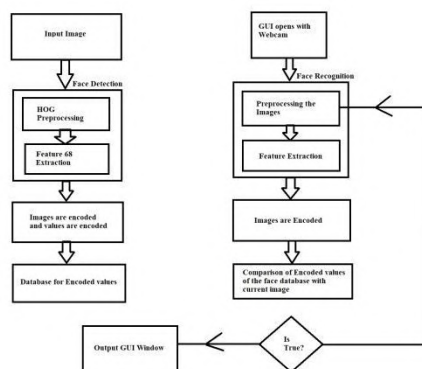 Input Image
Face Detection
HOG
Preprocessing
Feature 68
Extraction
Images are encoded
and values are encoded
Database for Encoded values
GUI opens with
Webcam
Face Recognition
Preprocessing the
Images
Feature Extraction
Images are Encoded
Comparison of Encoded values
of the face database with
current image
Is
True?
Output GUI Window